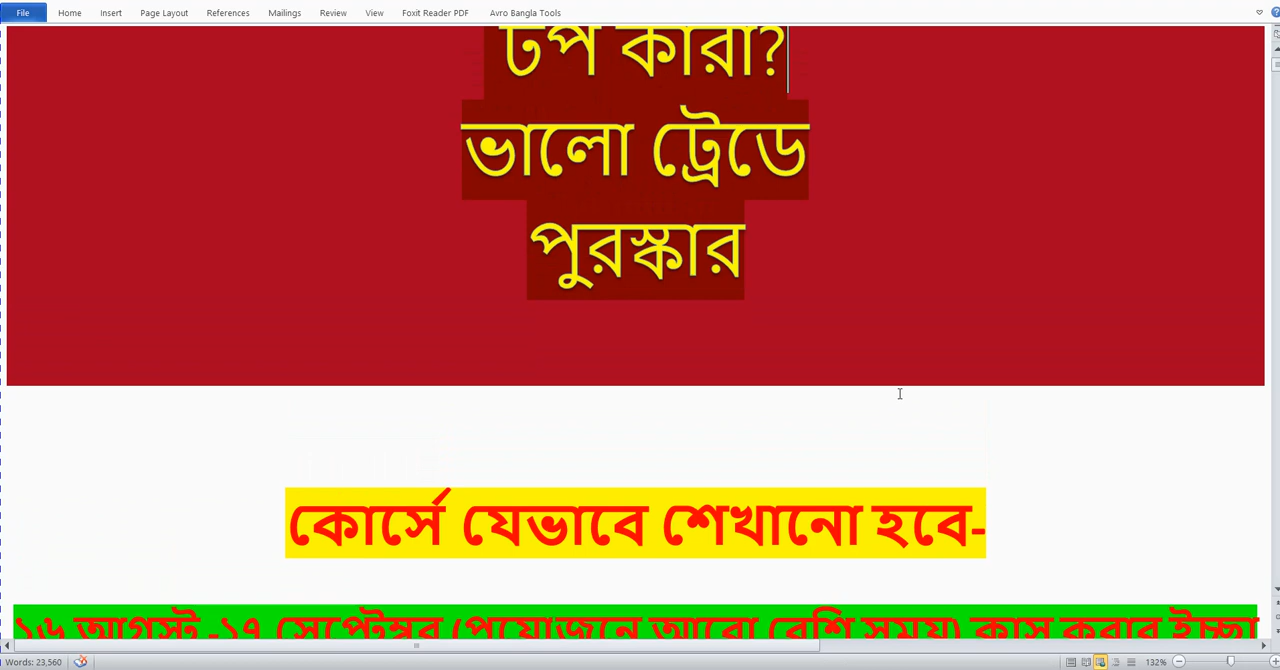 File Home Insert Page Layout References Mailings Review View Foxit Reader PDF Avro Bangla Tools
টপ কারা?
ভালো ট্রেডে
পুরস্কার
কোর্সে যেভাবে শেখানো হবে-
১৬ আগস্ট -১৭ সেপ্টেম্বর (প্রয়োজনে আরো বেশি সময়) ক্লাস করার ইচ্ছা
Words: 23,560 132%